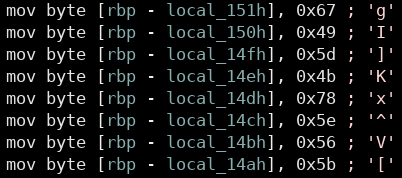 mov byte [rbp - local_151h], 0x67 ; 'g'
mov byte [rbp - local_150h], 0x49 ; 'I'
mov byte [rbp - local_14fh], 0x5d ; ']'
mov byte [rbp - local_14eh], 0x4b ; 'K'
mov byte [rbp - local_14dh], 0x78 ; 'x'
mov byte [rbp - local_14ch], 0x5e ; '^'
mov byte [rbp - local_14bh], 0x56 ; 'V'
mov byte [rbp - local_14ah], 0x5b ; '['